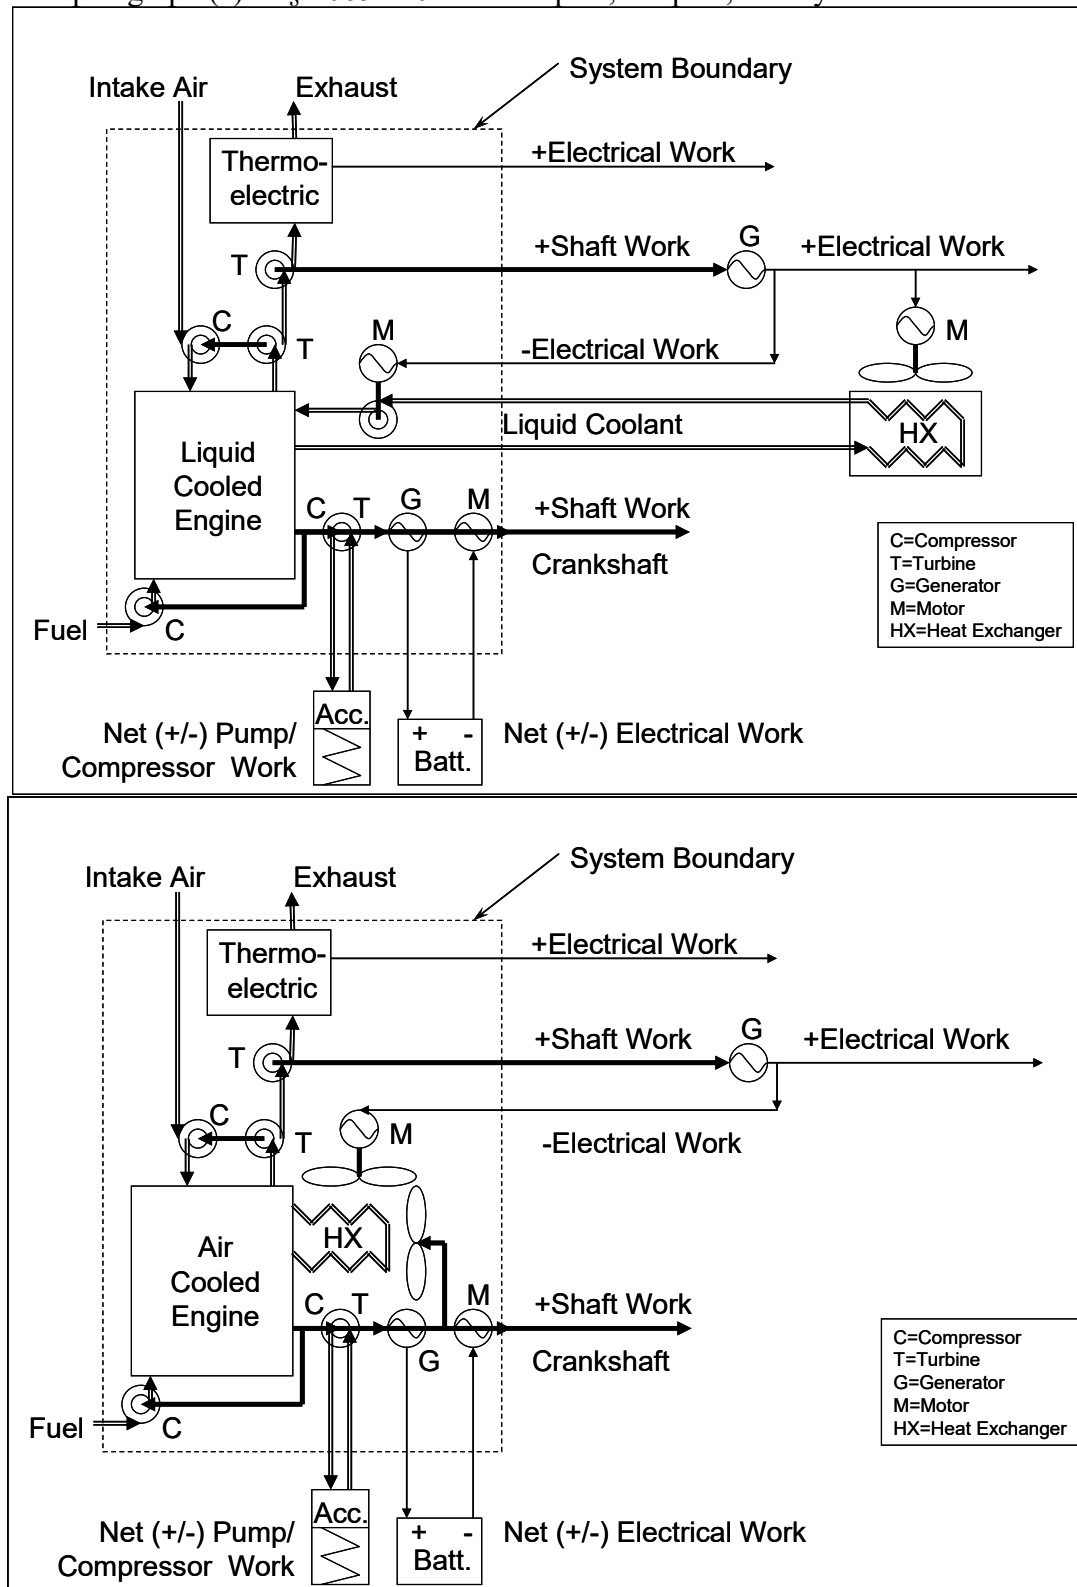 System Boundary
Intake Air
Exhaust
Thermo-
electric
+Electrical Work
T
+Shaft Work
G
+Electrical Work
C
T
M
-Electrical Work
M
Liquid
Cooled
Engine
Liquid Coolant
HX
C
T
G
M
+Shaft Work
Crankshaft
C=Compressor
T=Turbine
G=Generator
M=Motor
HX=Heat Exchanger
Fuel
C
Net (+/-) Pump/
Compressor Work
Acc.
+ -
Batt.
Net (+/-) Electrical Work
System Boundary
Intake Air
Exhaust
Thermo-
electric
+Electrical Work
T
+Shaft Work
G
+Electrical Work
C
T
M
-Electrical Work
Air
Cooled
Engine
HX
C
T
G
M
+Shaft Work
Crankshaft
C=Compressor
T=Turbine
G=Generator
M=Motor
HX=Heat Exchanger
Fuel
C
Net (+/-) Pump/
Compressor Work
Acc.
+ -
Batt.
Net (+/-) Electrical Work